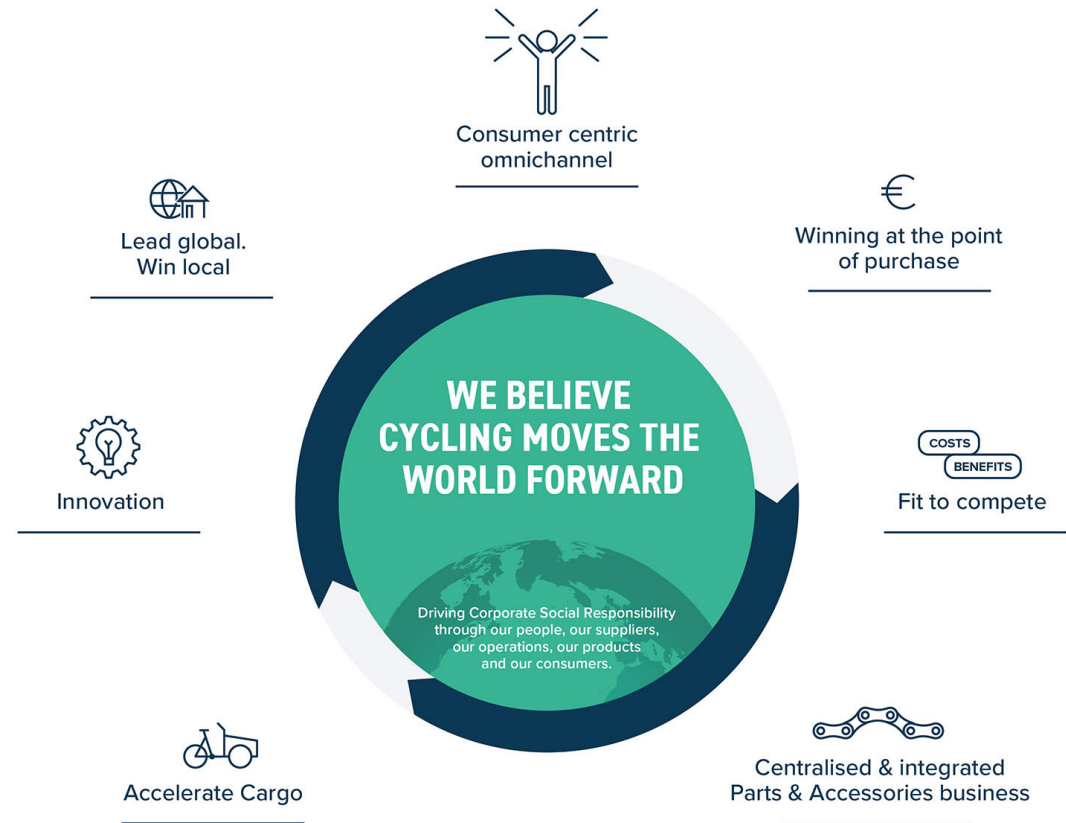 Consumer centric
omnichannel
Lead global.
Win local
€
Winning at the point
of purchase
WE BELIEVE
CYCLING MOVES THE
WORLD FORWARD
Innovation
COSTS
BENEFITS
Fit to compete
Driving Corporate Social Responsibility
through our people, our suppliers,
our operations, our products
and our consumers.
Accelerate Cargo
Centralised & integrated
Parts & Accessories business